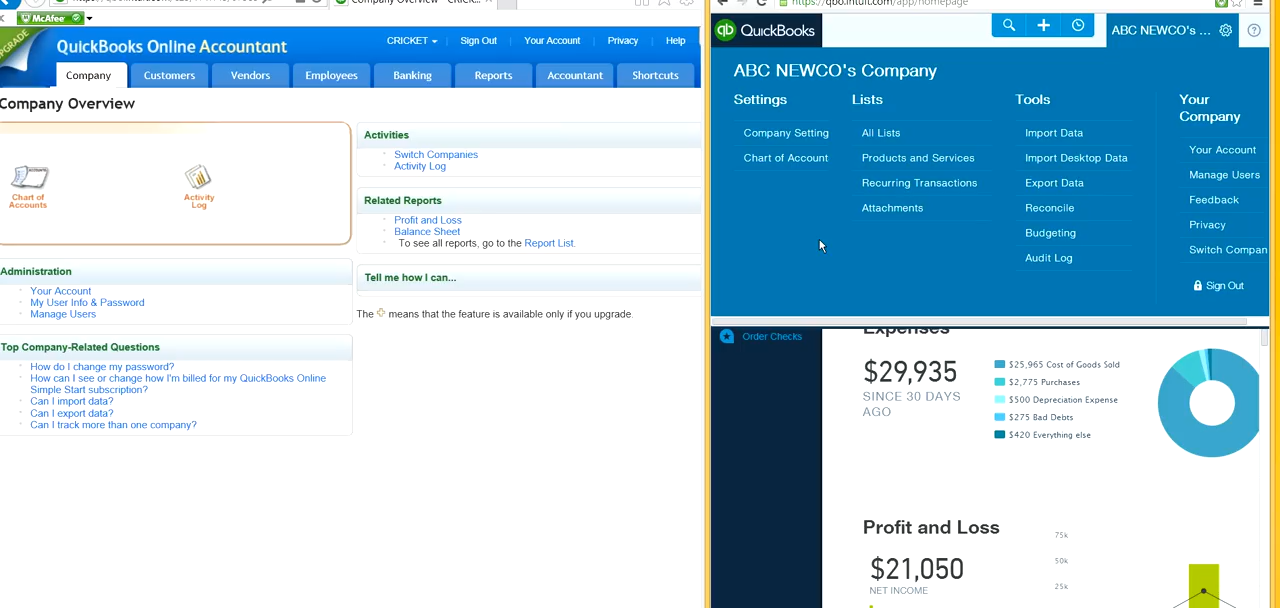 McAfee
UPGRADE
QuickBooks Online Accountant
CRICKET
Sign Out
Your Account
Privacy
Help
Company
Customers
Vendors
Employees
Banking
Reports
Accountant
Shortcuts
Company Overview
Chart of
Accounts
Activity
Log
Administration
Your Account
My User Info & Password
Manage Users
Top Company-Related Questions
How do I change my password?
How can I see or change how I'm billed for my QuickBooks Online
Simple Start subscription?
Can I import data?
Can I export data?
Can I track more than one company?
Activities
Switch Companies
Activity Log
Related Reports
Profit and Loss
Balance Sheet
To see all reports, go to the Report List.
Tell me how I can...
The means that the feature is available only if you upgrade.
https://qbo.intuit.com/app/homepage
qb QuickBooks
ABC NEWCO's ...
ABC NEWCO's Company
Settings
Company Setting
Chart of Account
Lists
All Lists
Products and Services
Recurring Transactions
Attachments
Tools
Import Data
Import Desktop Data
Export Data
Reconcile
Budgeting
Audit Log
Your
Company
Your Account
Manage Users
Feedback
Privacy
Switch Compan
Sign Out
Order Checks
Expenses
$29,935
SINCE 30 DAYS
AGO
$25,965 Cost of Goods Sold
$2,775 Purchases
$500 Depreciation Expense
$275 Bad Debts
$420 Everything else
Profit and Loss
$21,050
NET INCOME
75k
50k
25k